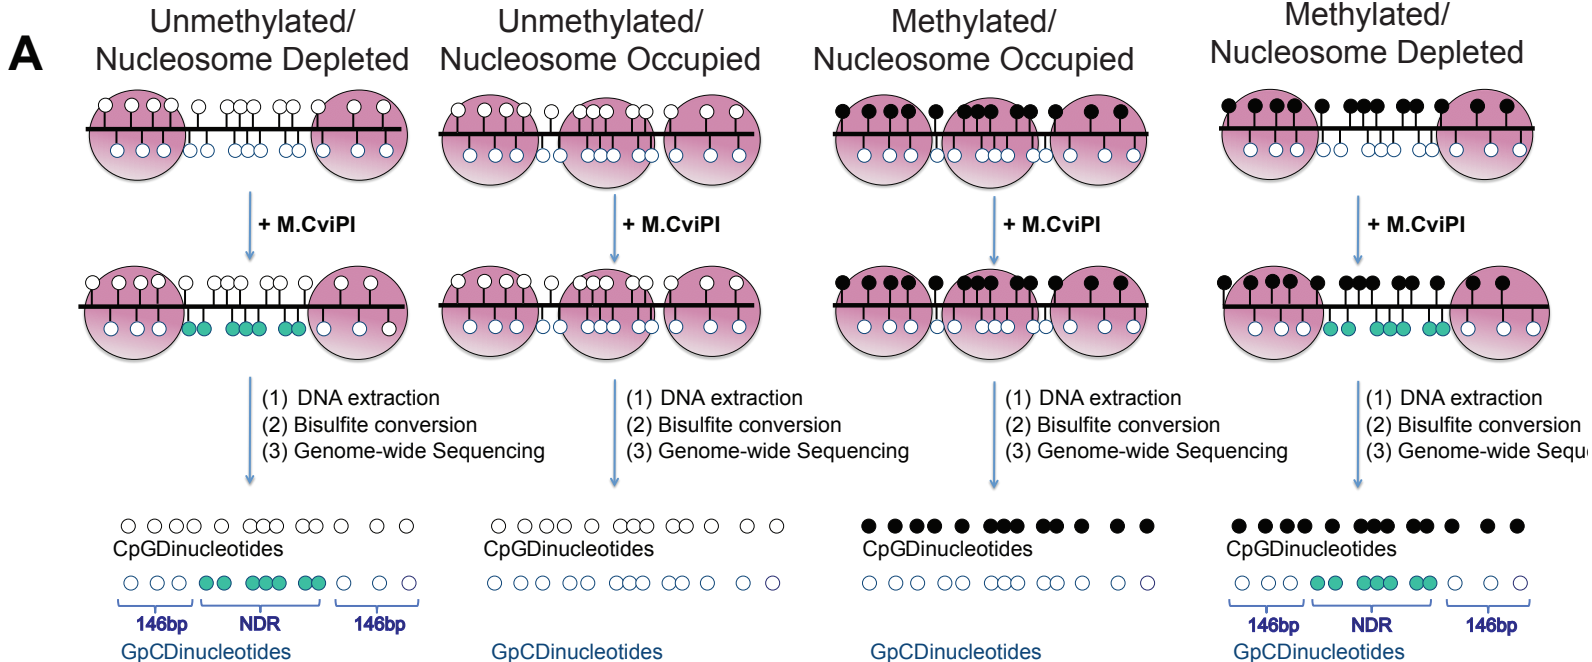 A
Unmethylated/
Nucleosome Depleted
Unmethylated/
Nucleosome Occupied
Methylated/
Nucleosome Occupied
Methylated/
Nucleosome Depleted
+ M.CviPI
+ M.CviPI
+ M.CviPI
+ M.CviPI
(1) DNA extraction
(2) Bisulfite conversion
(3) Genome-wide Sequencing
(1) DNA extraction
(2) Bisulfite conversion
(3) Genome-wide Sequencing
(1) DNA extraction
(2) Bisulfite conversion
(3) Genome-wide Sequencing
(1) DNA extraction
(2) Bisulfite conversion
(3) Genome-wide Seque
CpGDinucleotides
CpGDinucleotides
CpGDinucleotides
CpGDinucleotides
146bp NDR 146bp
146bp NDR 146bp
GpCDinucleotides
GpCDinucleotides
GpCDinucleotides
GpCDinucleotides